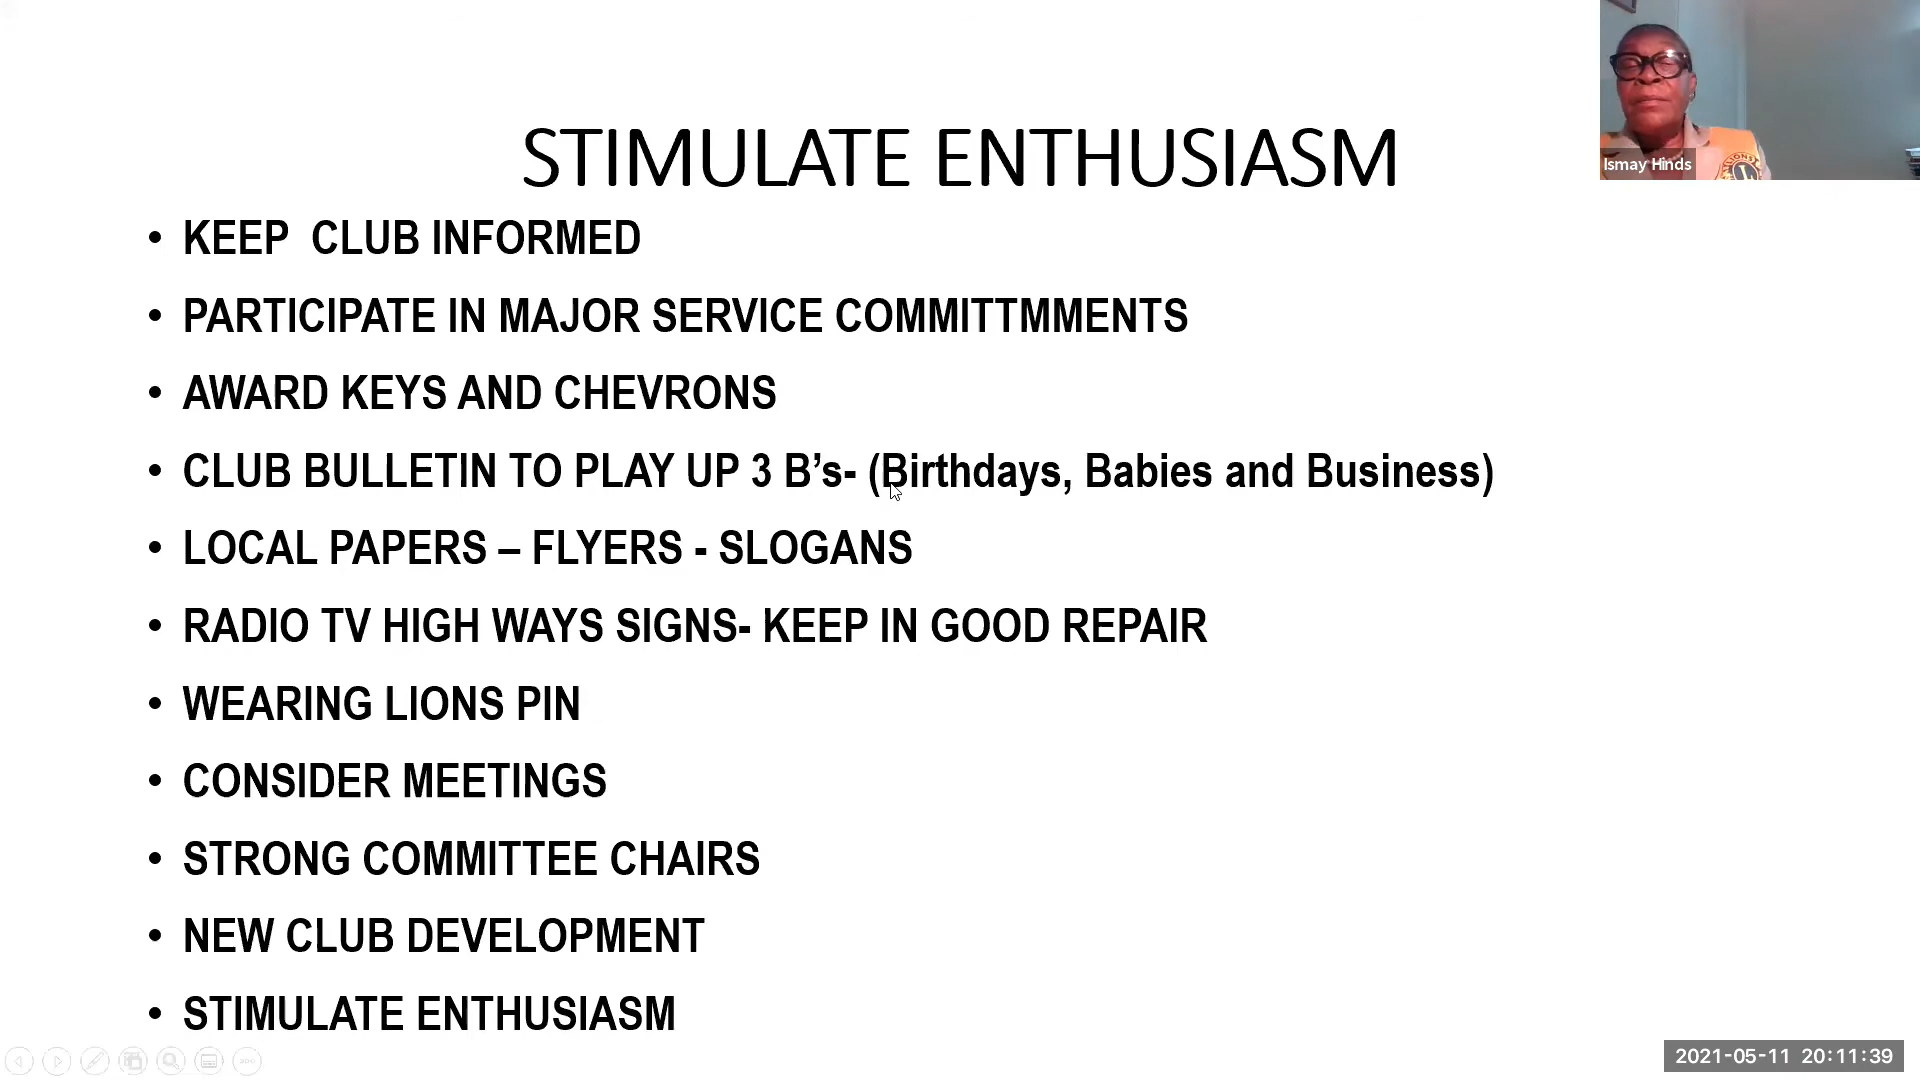 STIMULATE ENTHUSIASM
Ismay Hinds
• KEEP CLUB INFORMED
• PARTICIPATE IN MAJOR SERVICE COMMITTMMENTS
• AWARD KEYS AND CHEVRONS
• CLUB BULLETIN TO PLAY UP 3 B’s- (Birthdays, Babies and Business)
• LOCAL PAPERS – FLYERS - SLOGANS
• RADIO TV HIGH WAYS SIGNS- KEEP IN GOOD REPAIR
• WEARING LIONS PIN
• CONSIDER MEETINGS
• STRONG COMMITTEE CHAIRS
• NEW CLUB DEVELOPMENT
• STIMULATE ENTHUSIASM
2021-05-11 20:11:39